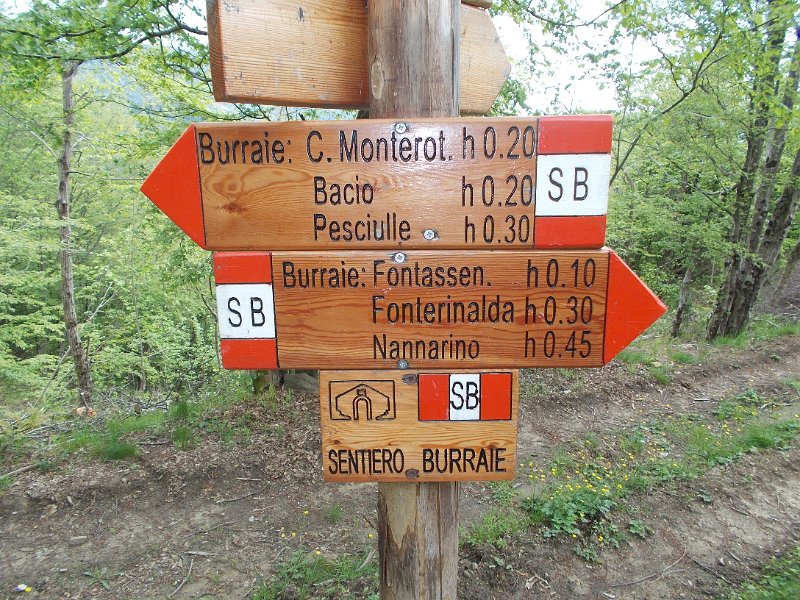 Burraie: C. Monterot. h 0.20
Bacio h 0.20
Pesciulle h 0.30
SB
Burraie: Fontassen. h 0.10
Fonterinalda h 0.30
Nannarino h 0.45
SB
SB
SENTIERO BURRAIE